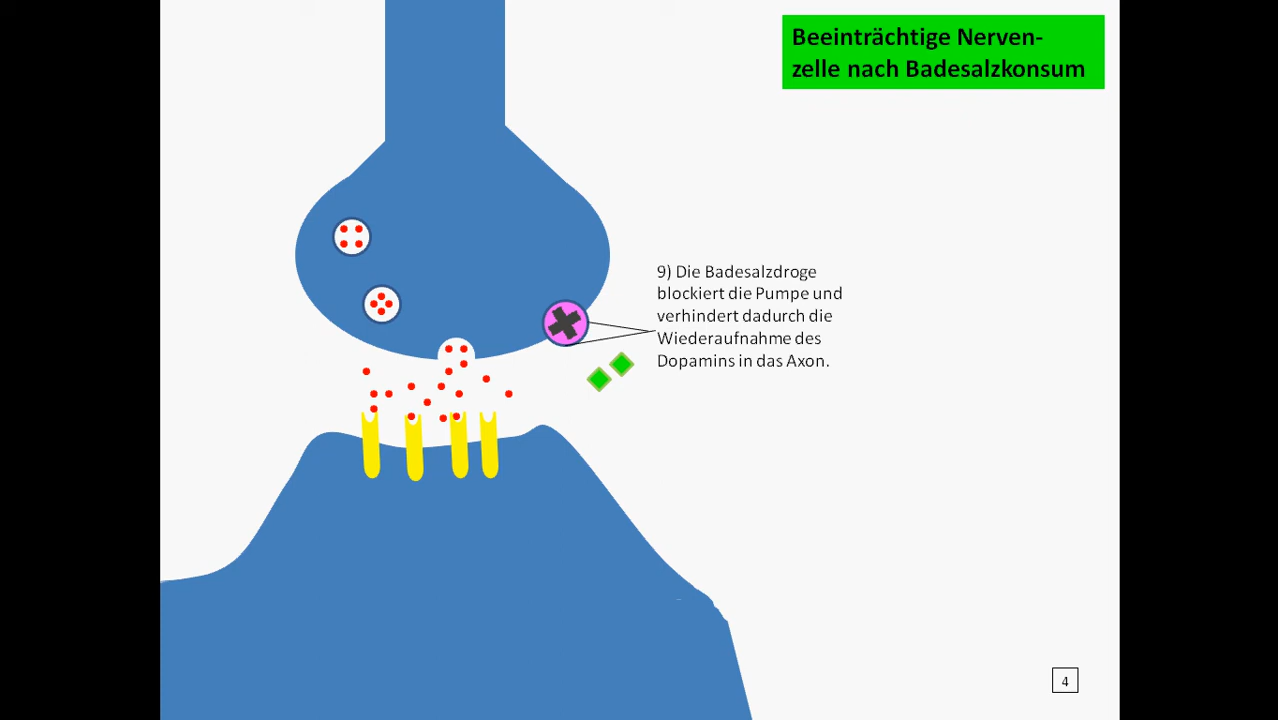 Beeinträchtige Nerven-
zelle nach Badesalzkonsum
9) Die Badesalzdroge
blockiert die Pumpe und
verhindert dadurch die
Wiederaufnahme des
Dopamins in das Axon.
4